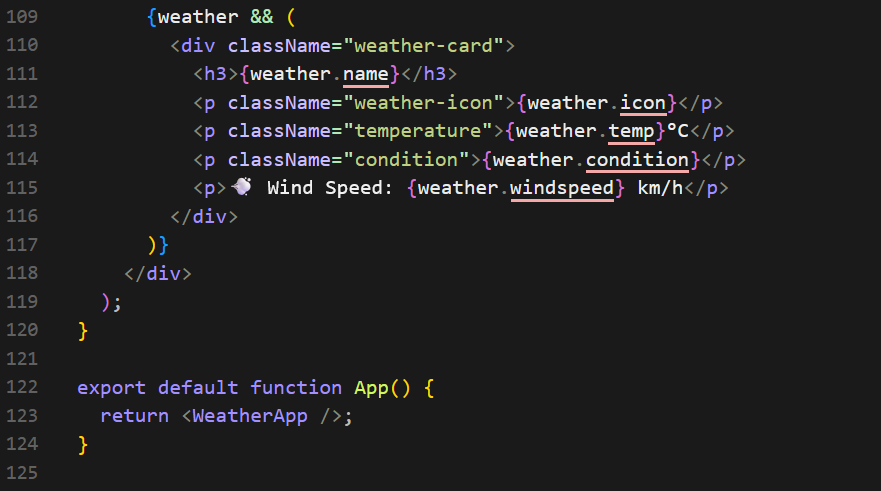 109 {weather && (
110 <div className="weather-card">
111 <h3>{weather.name}</h3>
112 <p className="weather-icon">{weather.icon}</p>
113 <p className="temperature">{weather.temp}°C</p>
114 <p className="condition">{weather.condition}</p>
115 <p>💨 Wind Speed: {weather.windspeed} km/h</p>
116 </div>
117 )}
118 </div>
119 );
120 }
121
122 export default function App() {
123 return <WeatherApp />;
124 }
125